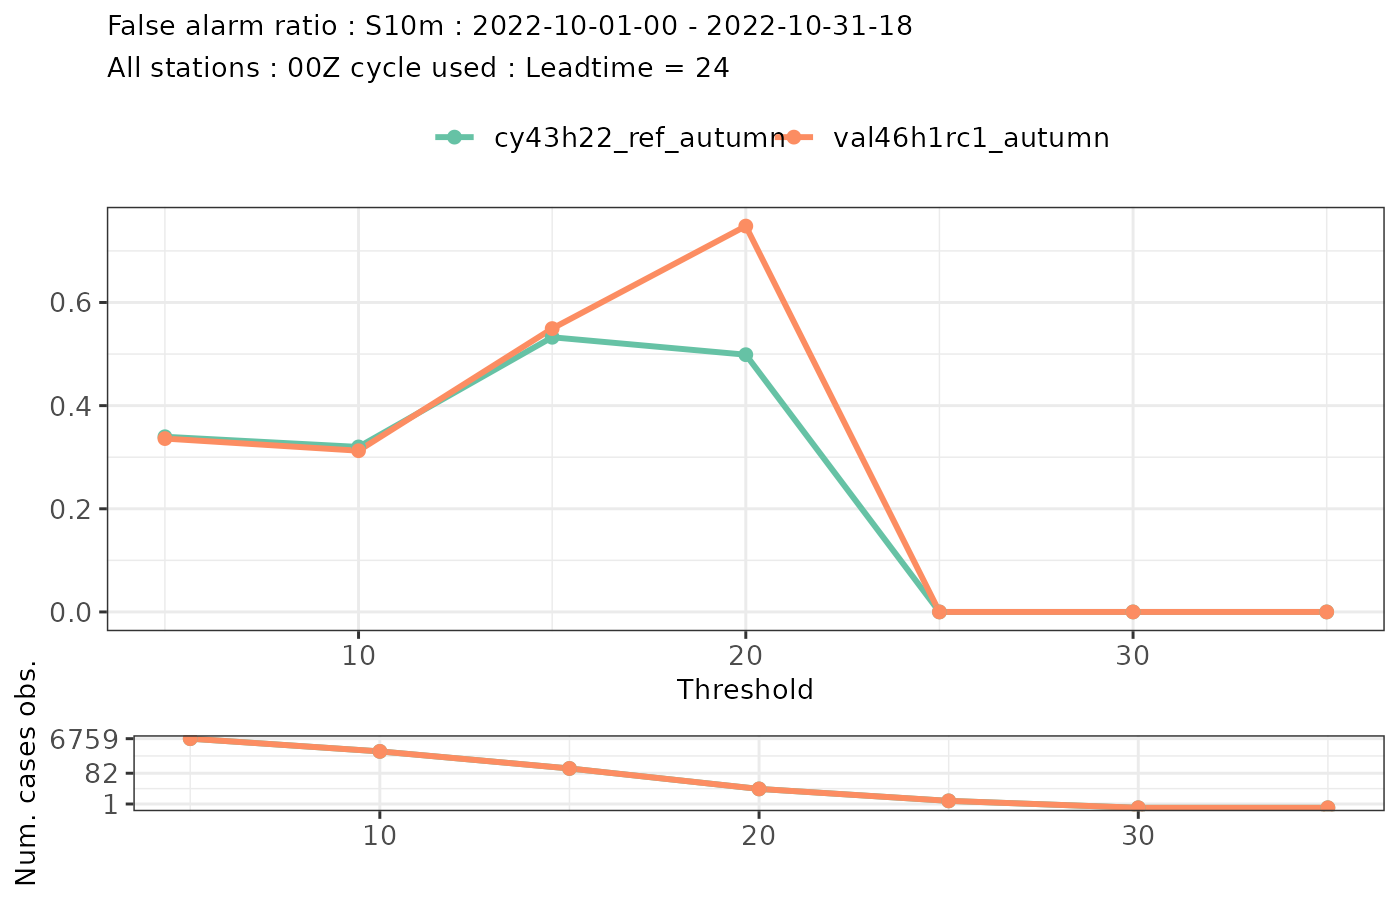 False alarm ratio : S10m : 2022-10-01-00 - 2022-10-31-18
All stations : 00Z cycle used : Leadtime = 24
cy43h22_ref_autumn val46h1rc1_autumn
0.6
0.4
0.2
0.0
10 20 30
Threshold
Num. cases obs.
6759
82
1
10 20 30